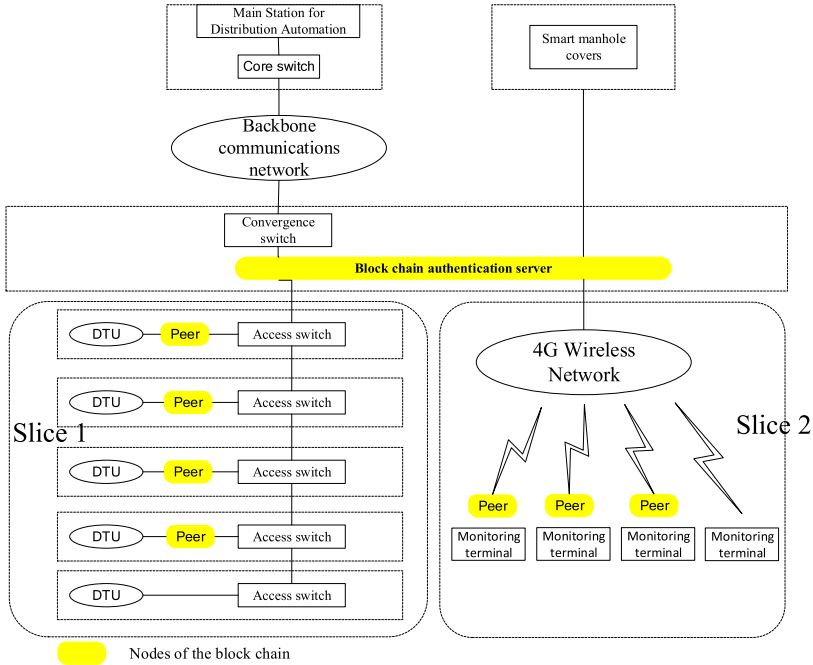 Main Station for
Distribution Automation
Core switch
Smart manhole
covers
Backbone
communications
network
Convergence
switch
Block chain authentication server
DTU
Peer
Access switch
DTU
Peer
Access switch
Slice 1
DTU
Peer
Access switch
DTU
Peer
Access switch
DTU
Access switch
4G Wireless
Network
Slice 2
Peer
Peer
Peer
Monitoring
terminal
Monitoring
terminal
Monitoring
terminal
Monitoring
terminal
Nodes of the block chain